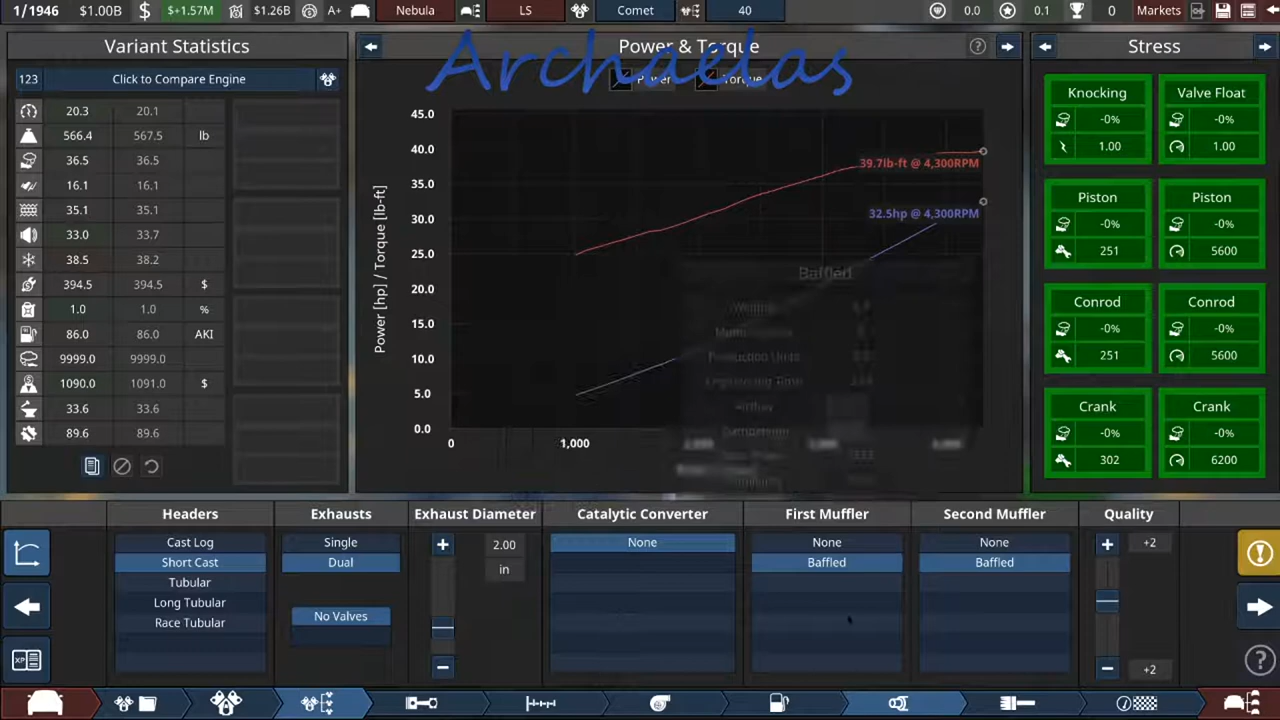 1/1946 $1.00B $+1.57M $1.26B A+ Nebula LS Comet 40 0.0 0.1 0 Markets
Archaelas
Variant Statistics
123 Click to Compare Engine
20.3 20.1
566.4 567.5 lb
36.5 36.5
16.1 16.1
35.1 35.1
33.0 33.7
38.5 38.2
394.5 394.5 $
1.0 1.0 %
86.0 86.0 AKI
9999.0 9999.0
1090.0 1091.0 $
33.6 33.6
89.6 89.6
Power & Torque
Power Torque
Power [hp] / Torque [lb-ft]
45.0
40.0
35.0
30.0
25.0
20.0
15.0
10.0
5.0
0.0
0 1,000
39.7lb-ft @ 4,300RPM
32.5hp @ 4,300RPM
Baffled
Production Units
Engineering Time
Stress
Knocking Valve Float
-0% -0%
1.00 1.00
Piston Piston
-0% -0%
251 5600
Conrod Conrod
-0% -0%
251 5600
Crank Crank
-0% -0%
302 6200
Headers
Cast Log
Short Cast
Tubular
Long Tubular
Race Tubular
Exhausts
Single
Dual
No Valves
Exhaust Diameter
2.00
in
Catalytic Converter
None
First Muffler
None
Baffled
Second Muffler
None
Baffled
Quality
+2
+2
XP